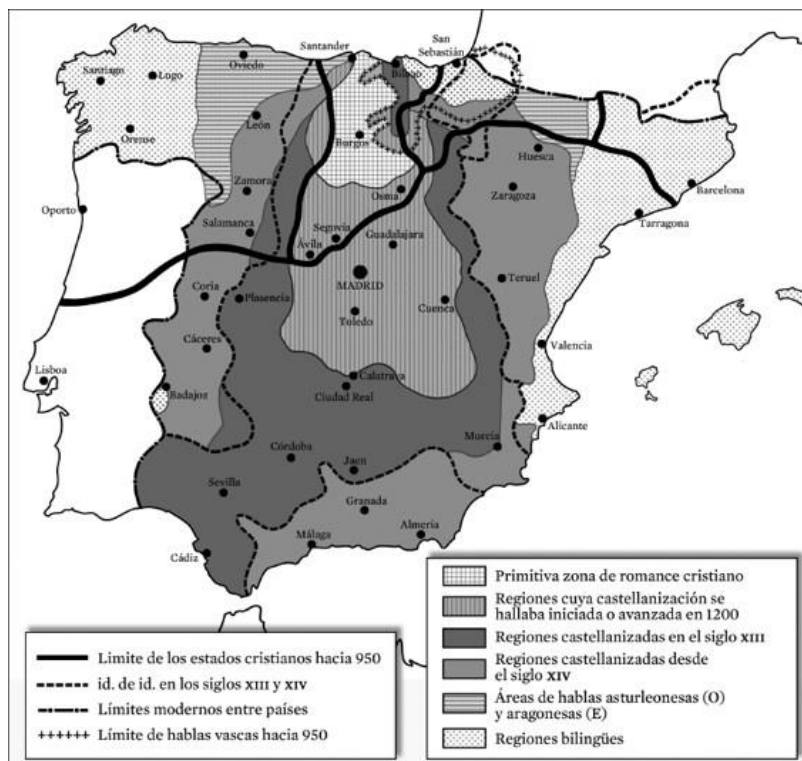 Santander
San
Sebastián
Oviedo
Bilbao
Santiago
Lugo
León
Burgos
Orense
Huesca
Zamora
Osma
Zaragoza
Barcelona
Oporto
Salamanca
Segovia
Tarragona
Ávila
Guadalajara
MADRID
Teruel
Coria
Plasencia
Cuenca
Toledo
Cáceres
Valencia
Lisboa
Calatrava
Badajoz
Ciudad Real
Alicante
Murcia
Córdoba
Jaen
Sevilla
Granada
Almería
Málaga
Cádiz
Primitiva zona de romance cristiano
Regiones cuya castellanización se
hallaba iniciada o avanzada en 1200
Regiones castellanizadas en el siglo XIII
Regiones castellanizadas desde
el siglo XIV
Áreas de hablas asturleonesas (O)
y aragonesas (E)
Regiones bilingües
Límite de los estados cristianos hacia 950
id. de id. en los siglos XIII y XIV
Límites modernos entre países
Límite de hablas vascas hacia 950